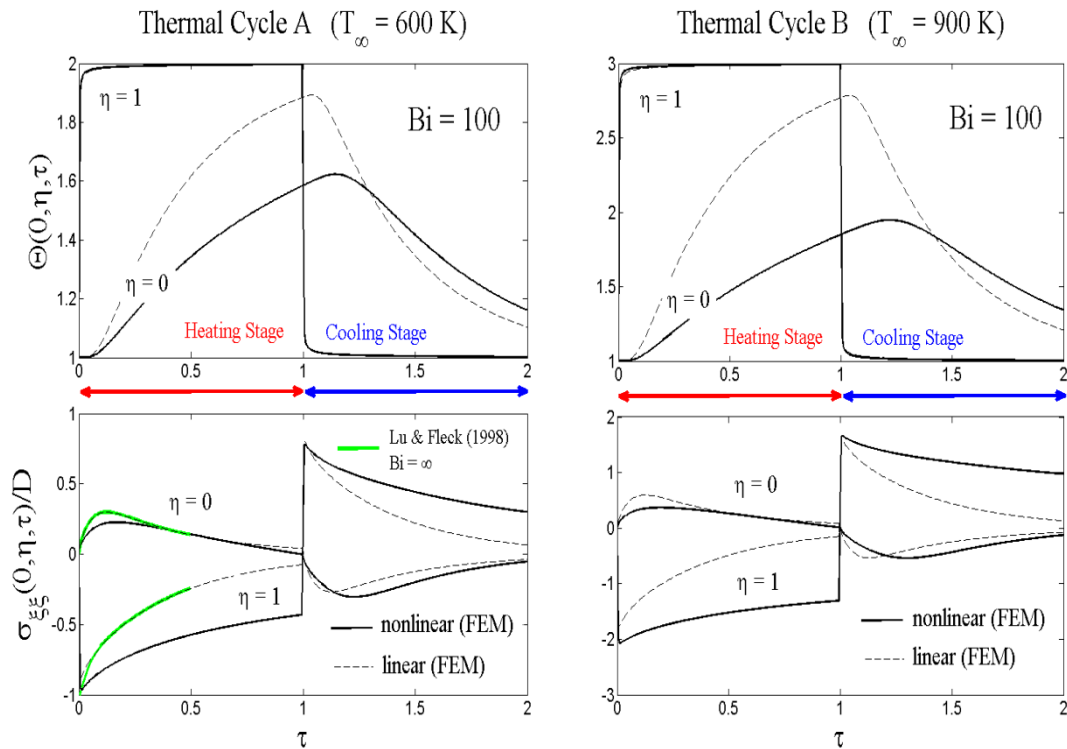 Thermal Cycle A (T∞ = 600 K)
Thermal Cycle B (T∞ = 900 K)
Θ(0,η,τ)
2
1.8
1.6
1.4
1.2
1
η = 1
Bi = 100
η = 0
Heating Stage
Cooling Stage
0
0.5
1
1.5
2
3
2.5
2
1.5
1
η = 1
Bi = 100
η = 0
Heating Stage
Cooling Stage
0
0.5
1
1.5
2
σξξ(0,η,τ)/D
1
0.5
0
-0.5
-1
Lu & Fleck (1998)
Bi = ∞
η = 0
η = 1
nonlinear (FEM)
linear (FEM)
0
0.5
1
1.5
2
τ
2
1
0
-1
-2
-3
η = 0
η = 1
nonlinear (FEM)
linear (FEM)
0
0.5
1
1.5
2
τ